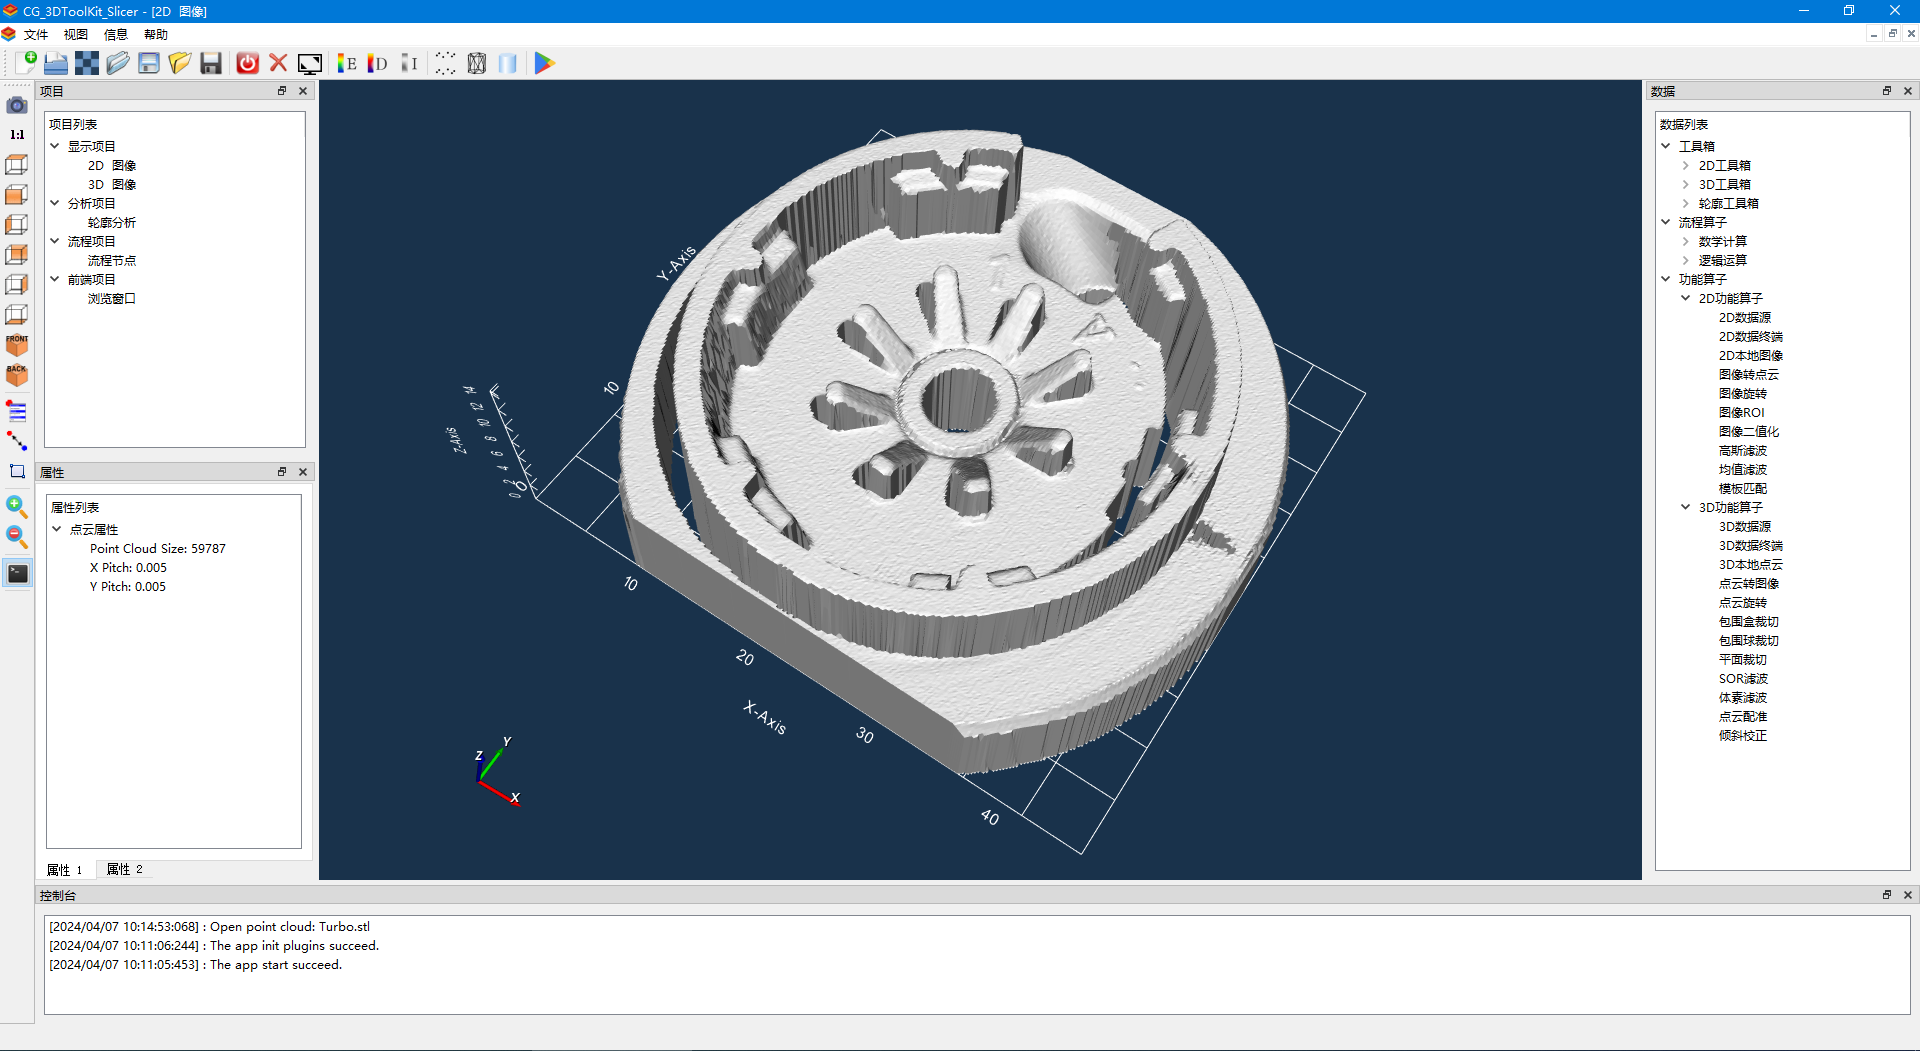 CG_3DToolKit_Slicer - [2D 图像]
文件 视图 信息 帮助
E D I
1:1
FRONT
BACK
项目
项目列表
显示项目
2D 图像
3D 图像
分析项目
轮廓分析
流程项目
流程节点
前端项目
浏览窗口
属性
属性列表
点云属性
Point Cloud Size: 59787
X Pitch: 0.005
Y Pitch: 0.005
属性 1 属性 2
Y-Axis
10
Z-Axis
14
12
10
8
6
4
2
0
0
10
20
X-Axis
30
40
Z
Y
X
数据
数据列表
工具箱
2D工具箱
3D工具箱
轮廓工具箱
流程算子
数学计算
逻辑运算
功能算子
2D功能算子
2D数据源
2D数据终端
2D本地图像
图像转点云
图像旋转
图像ROI
图像二值化
高斯滤波
均值滤波
模板匹配
3D功能算子
3D数据源
3D数据终端
3D本地点云
点云转图像
点云旋转
包围盒裁切
包围球裁切
平面裁切
SOR滤波
体素滤波
点云配准
倾斜校正
控制台
[2024/04/07 10:14:53:068] : Open point cloud: Turbo.stl
[2024/04/07 10:11:06:244] : The app init plugins succeed.
[2024/04/07 10:11:05:453] : The app start succeed.